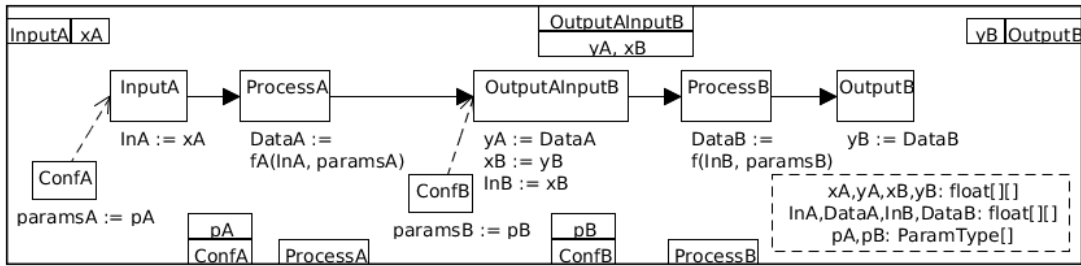 OutputAInputB
InputA xA
yB OutputB
yA, xB
InputA
ProcessA
OutputAInputB
ProcessB
OutputB
InA := xA
DataA :=
fA(InA, paramsA)
yA := DataA
xB := yB
InB := xB
DataB :=
f(InB, paramsB)
yB := DataB
ConfA
ConfB
paramsA := pA
paramsB := pB
xA,yA,xB,yB: float[][]
InA,DataA,InB,DataB: float[][]
pA,pB: ParamType[]
pA
ConfA
ProcessA
pB
ConfB
ProcessB